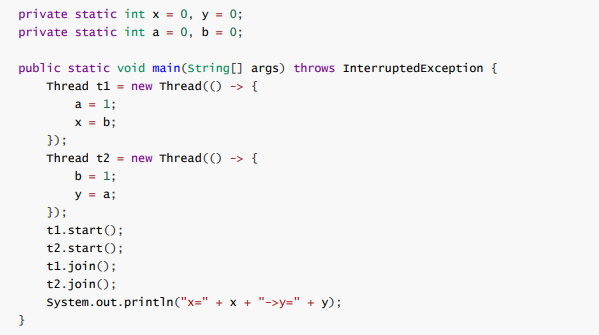 private static int x = 0, y = 0;
private static int a = 0, b = 0;
public static void main(String[] args) throws InterruptedException {
Thread t1 = new Thread(() -> {
a = 1;
x = b;
});
Thread t2 = new Thread(() -> {
b = 1;
y = a;
});
t1.start();
t2.start();
t1.join();
t2.join();
System.out.println("x=" + x + "->y=" + y);
}